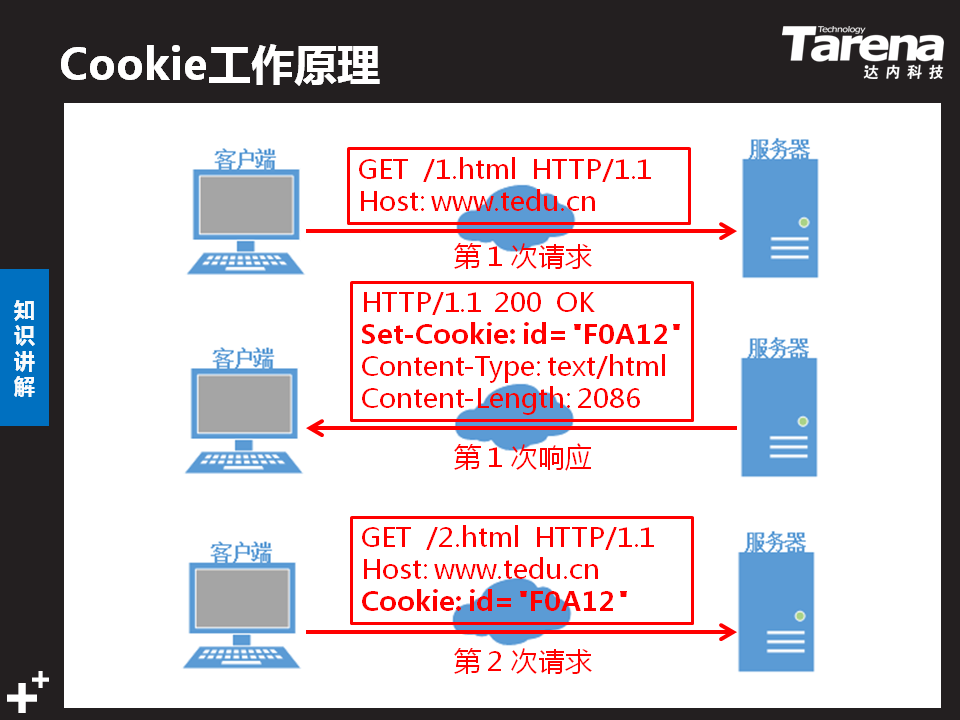 Cookie工作原理
Technology
Tarena
达内科技
知识讲解
客户端
服务器
GET /1.html HTTP/1.1
Host: www.tedu.cn
第 1 次请求
客户端
服务器
HTTP/1.1 200 OK
Set-Cookie: id="F0A12"
Content-Type: text/html
Content-Length: 2086
第 1 次响应
客户端
服务器
GET /2.html HTTP/1.1
Host: www.tedu.cn
Cookie: id="F0A12"
第 2 次请求